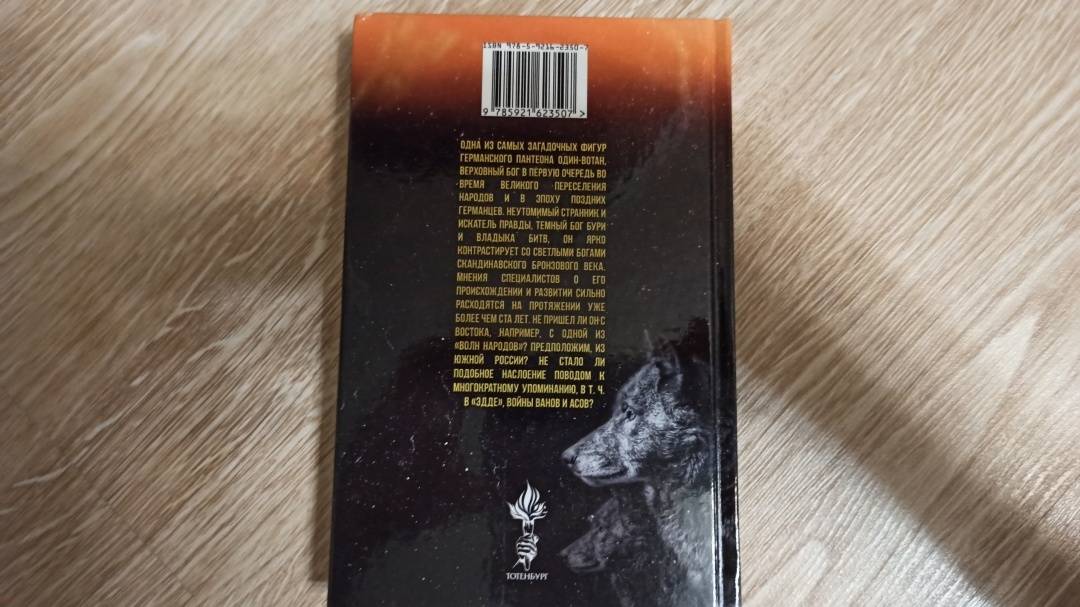 ISBN 978-5-9216-2350-7
9 785921 623507 >
ОДНА ИЗ САМЫХ ЗАГАДОЧНЫХ ФИГУР
ГЕРМАНСКОГО ПАНТЕОНА ОДИН-ВОТАН,
ВЕРХОВНЫЙ БОГ В ПЕРВУЮ ОЧЕРЕДЬ ВО
ВРЕМЯ ВЕЛИКОГО ПЕРЕСЕЛЕНИЯ
НАРОДОВ И В ЭПОХУ ПОЗДНИХ
ГЕРМАНЦЕВ. НЕУТОМИМЫЙ СТРАННИК И
ИСКАТЕЛЬ ПРАВДЫ, ТЕМНЫЙ БОГ БУРИ
И ВЛАДЫКА БИТВ, ОН ЯРКО
КОНТРАСТИРУЕТ СО СВЕТЛЫМИ БОГАМИ
СКАНДИНАВСКОГО БРОНЗОВОГО ВЕКА.
МНЕНИЯ СПЕЦИАЛИСТОВ О ЕГО
ПРОИСХОЖДЕНИИ И РАЗВИТИИ СИЛЬНО
РАСХОДЯТСЯ НА ПРОТЯЖЕНИИ УЖЕ
БОЛЕЕ ЧЕМ СТА ЛЕТ. НЕ ПРИШЕЛ ЛИ ОН С
ВОСТОКА, НАПРИМЕР, С ОДНОЙ ИЗ
«ВОЛН НАРОДОВ»? ПРЕДПОЛОЖИМ, ИЗ
ЮЖНОЙ РОССИИ? НЕ СТАЛО ЛИ
ПОДОБНОЕ НАСЛОЕНИЕ ПОВОДОМ К
МНОГОКРАТНОМУ УПОМИНАНИЮ, В Т. Ч.
В «ЭДДЕ», ВОЙНЫ ВАНОВ И АСОВ?
ТОТЕНБУРГ